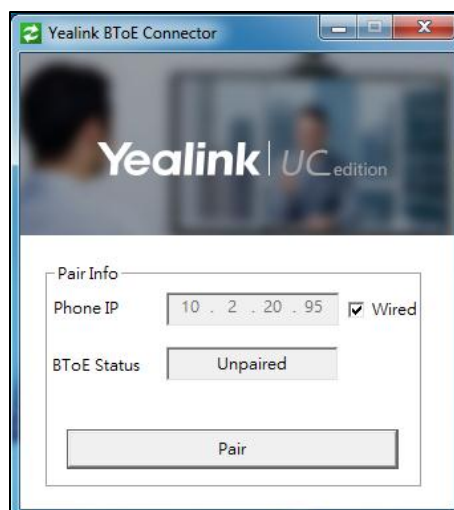 Yealink BToE Connector
Yealink | UC edition
Pair Info
Phone IP 10 . 2 . 20 . 95 Wired
BToE Status Unpaired
Pair